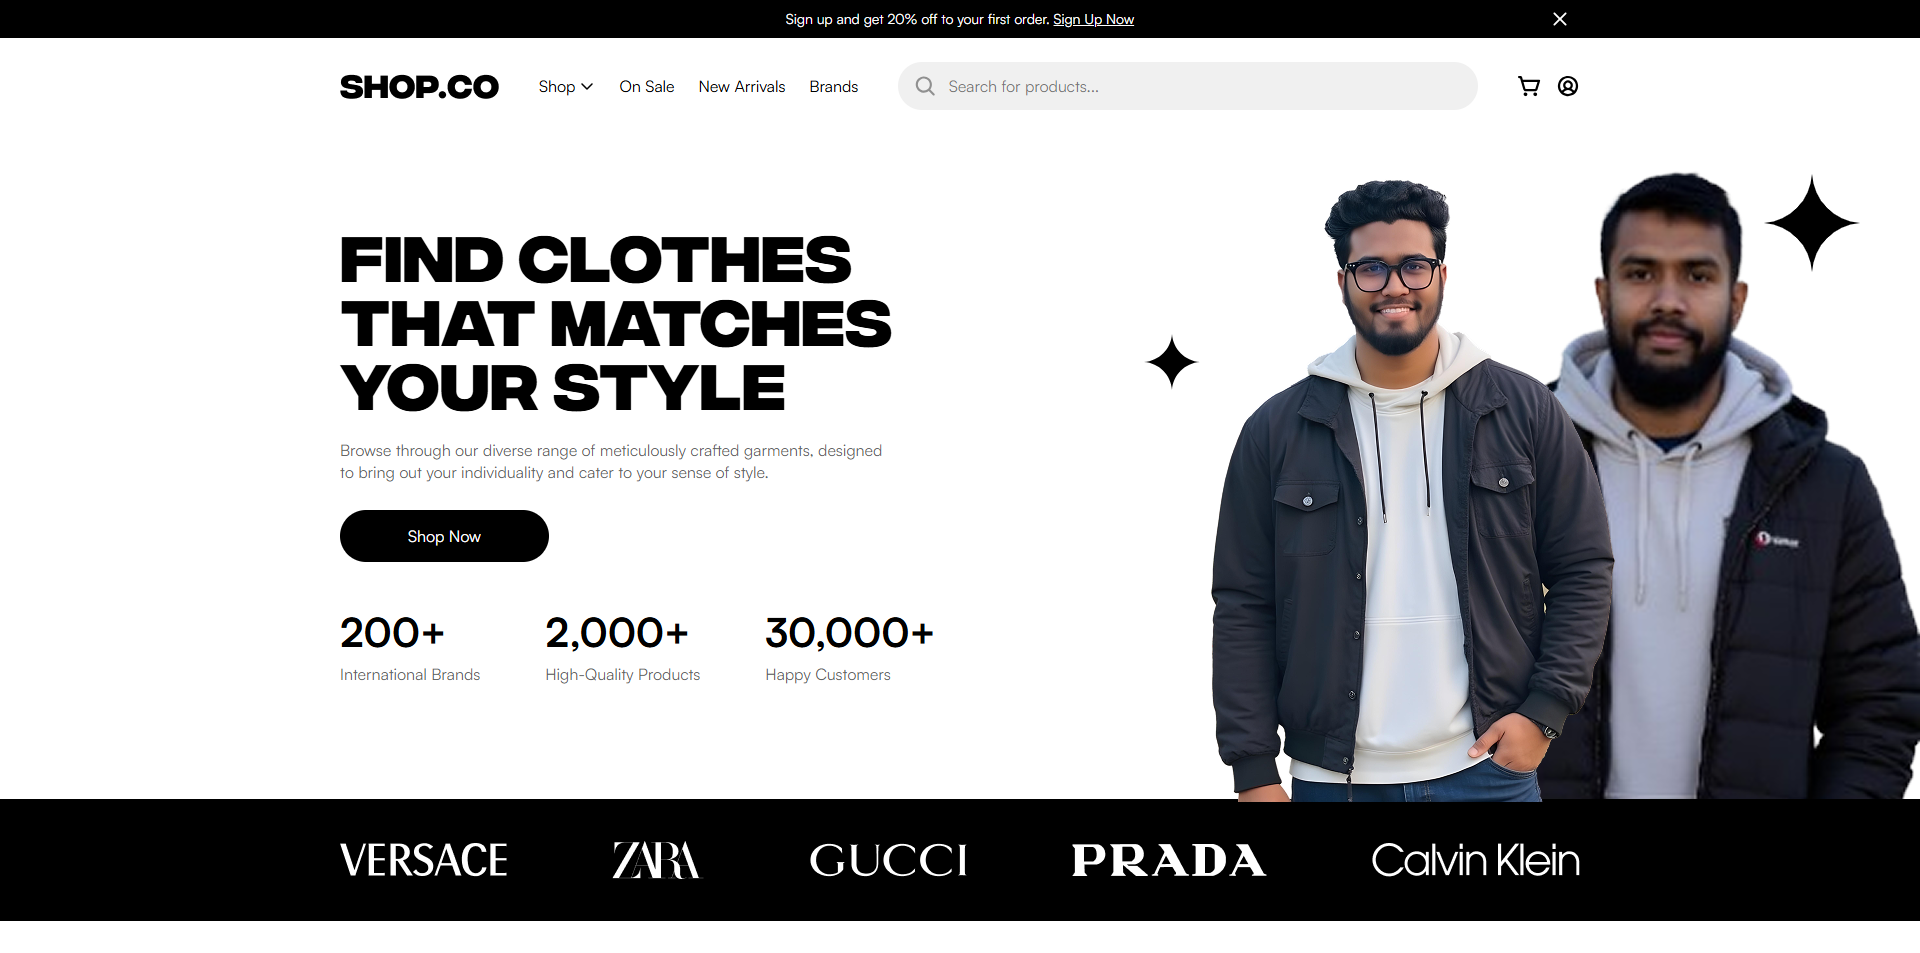 Sign up and get 20% off to your first order. Sign Up Now
SHOP.CO
Shop
On Sale
New Arrivals
Brands
Search for products...
FIND CLOTHES
THAT MATCHES
YOUR STYLE
Browse through our diverse range of meticulously crafted garments, designed
to bring out your individuality and cater to your sense of style.
Shop Now
200+
International Brands
2,000+
High-Quality Products
30,000+
Happy Customers
VERSACE
ZARA
GUCCI
PRADA
Calvin Klein